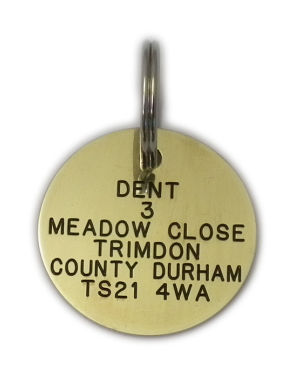 DENT
3
MEADOW CLOSE
TRIMDON
COUNTY DURHAM
TS21 4WA